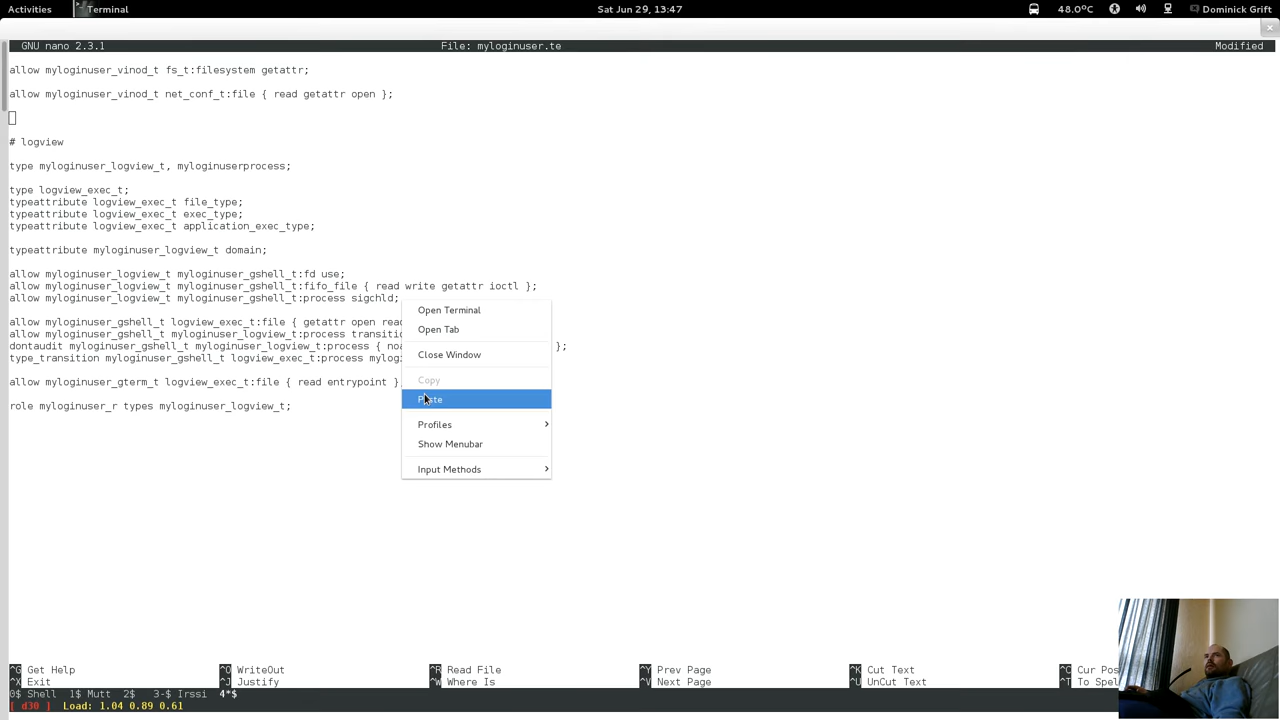 Activities Terminal Sat Jun 29, 13:47 48.0°C Dominick Grift
GNU nano 2.3.1 File: myloginuser.te Modified
allow myloginuser_vinod_t fs_t:filesystem getattr;
allow myloginuser_vinod_t net_conf_t:file { read getattr open };
# logview
type myloginuser_logview_t, myloginuserprocess;
type logview_exec_t;
typeattribute logview_exec_t file_type;
typeattribute logview_exec_t exec_type;
typeattribute logview_exec_t application_exec_type;
typeattribute myloginuser_logview_t domain;
allow myloginuser_logview_t myloginuser_gshell_t:fd use;
allow myloginuser_logview_t myloginuser_gshell_t:fifo_file { read write getattr ioctl };
allow myloginuser_logview_t myloginuser_gshell_t:process sigchld;
allow myloginuser_gshell_t logview_exec_t:file { getattr open rea
allow myloginuser_gshell_t myloginuser_logview_t:process transiti
dontaudit myloginuser_gshell_t myloginuser_logview_t:process { no };
type_transition myloginuser_gshell_t logview_exec_t:process mylog
allow myloginuser_gterm_t logview_exec_t:file { read entrypoint }
role myloginuser_r types myloginuser_logview_t;
Open Terminal
Open Tab
Close Window
Copy
Paste
Profiles
Show Menubar
Input Methods
^G Get Help ^O WriteOut ^R Read File ^Y Prev Page ^K Cut Text ^C Cur Pos
^X Exit ^J Justify ^W Where Is ^V Next Page ^U UnCut Text ^T To Spel
0$ Shell 1$ Mutt 2$ 3-$ Irssi 4*$
[ d30 ] Load: 1.04 0.89 0.61